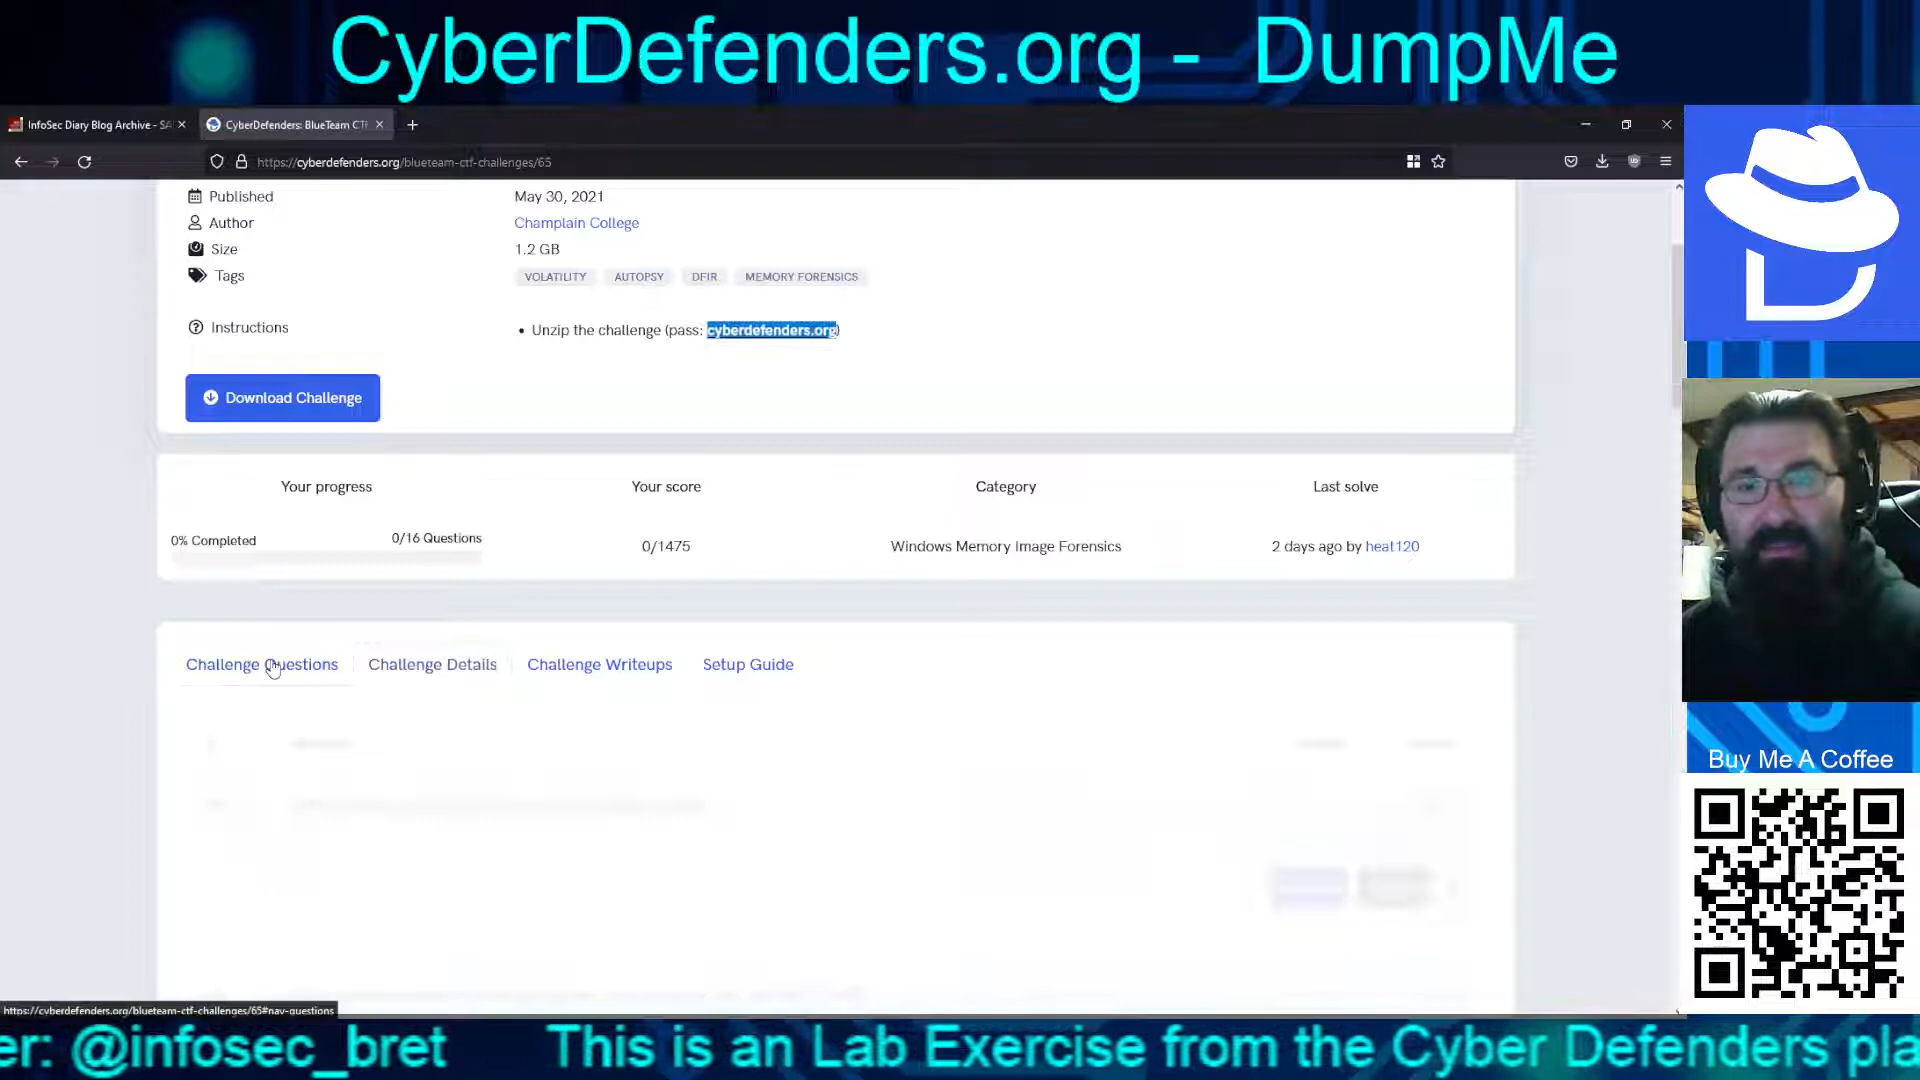 CyberDefenders.org - DumpMe
InfoSec Diary Blog Archive - SA
CyberDefenders: BlueTeam CTF
https://cyberdefenders.org/blueteam-ctf-challenges/65
Published May 30, 2021
Author Champlain College
Size 1.2 GB
Tags VOLATILITY AUTOPSY DFIR MEMORY FORENSICS
Instructions • Unzip the challenge (pass: cyberdefenders.org)
Download Challenge
Your progress Your score Category Last solve
0% Completed 0/16 Questions 0/1475 Windows Memory Image Forensics 2 days ago by heat120
Challenge Questions Challenge Details Challenge Writeups Setup Guide
Buy Me A Coffee
https://cyberdefenders.org/blueteam-ctf-challenges/65#nav-questions
er: @infosec_bret This is an Lab Exercise from the Cyber Defenders pla